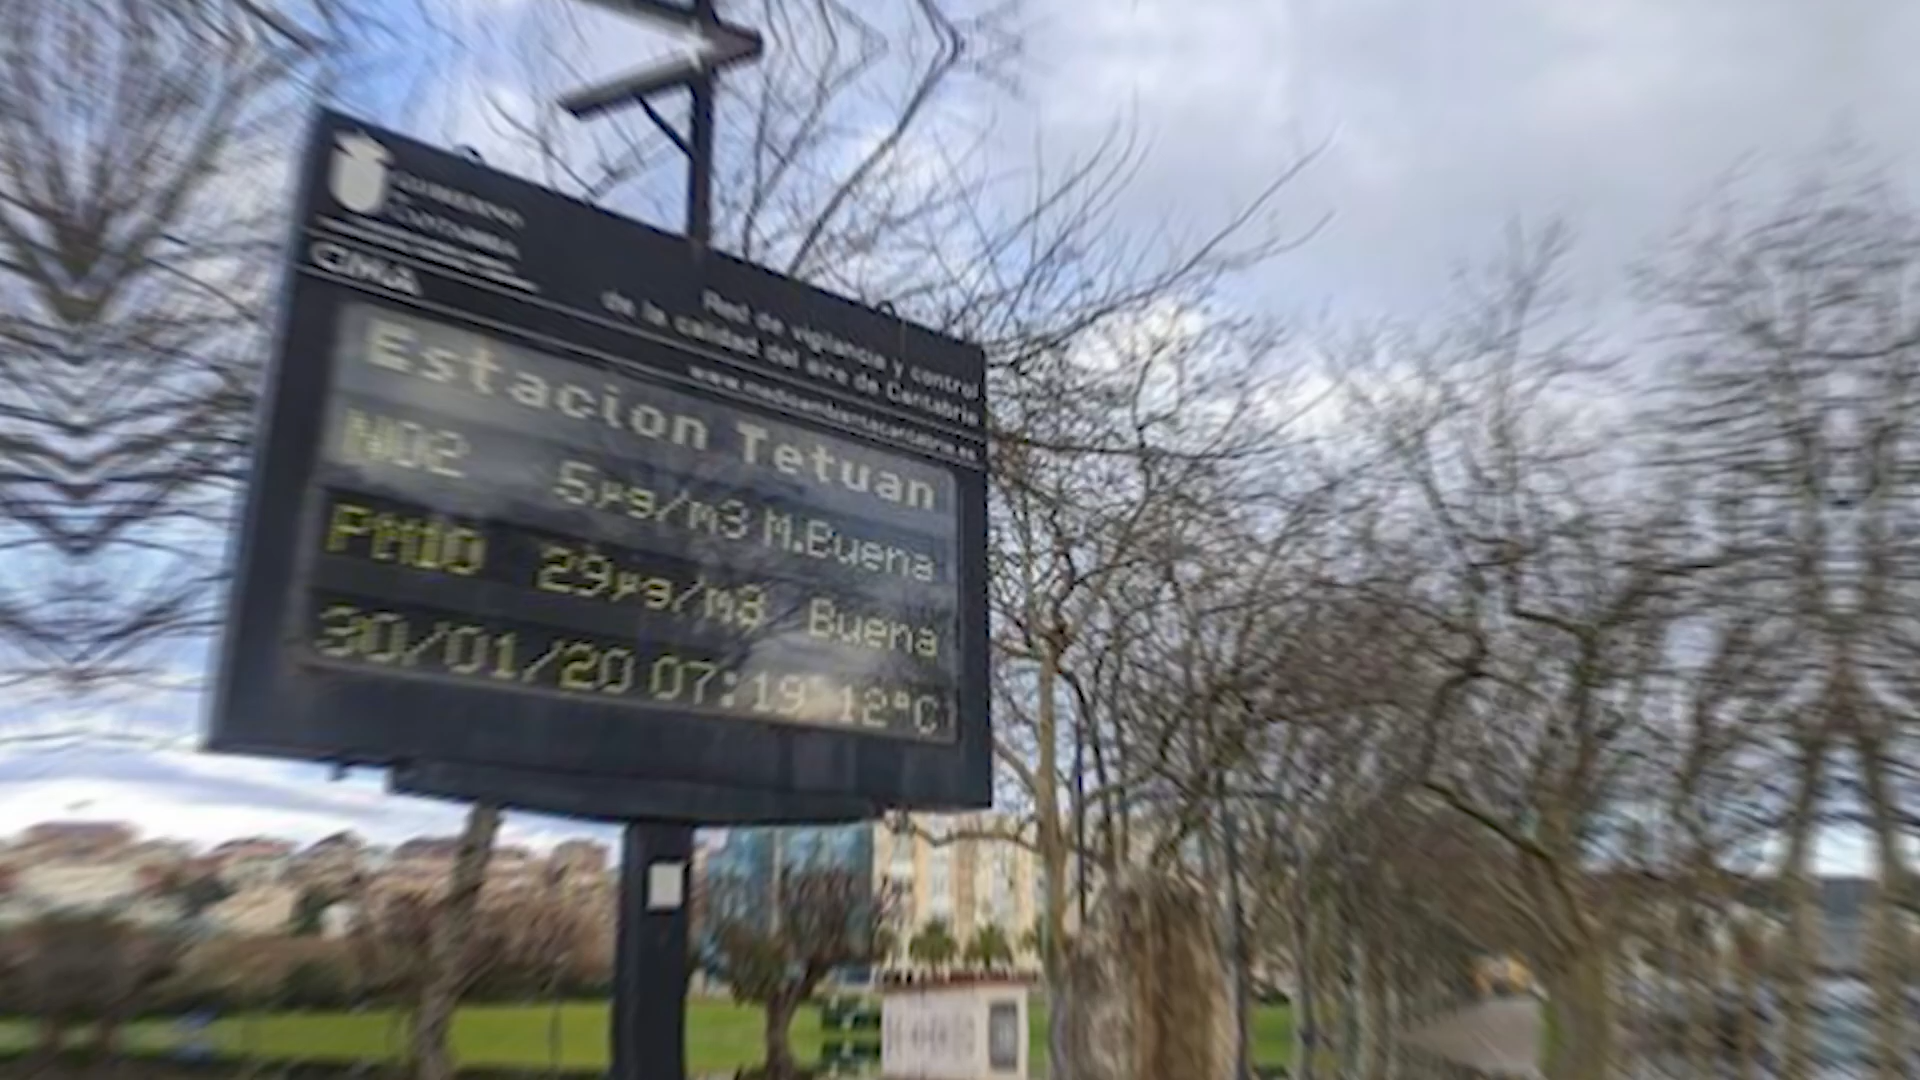 GOBIERNO
de
CANTABRIA
CIMA
Red de vigilancia y control
de la calidad del aire de Cantabria
www.medioambientecantabria.es
Estacion Tetuan
NO2 5µg/m3 M.Buena
PM10 29µg/m3 Buena
30/01/20 07:19 12°C